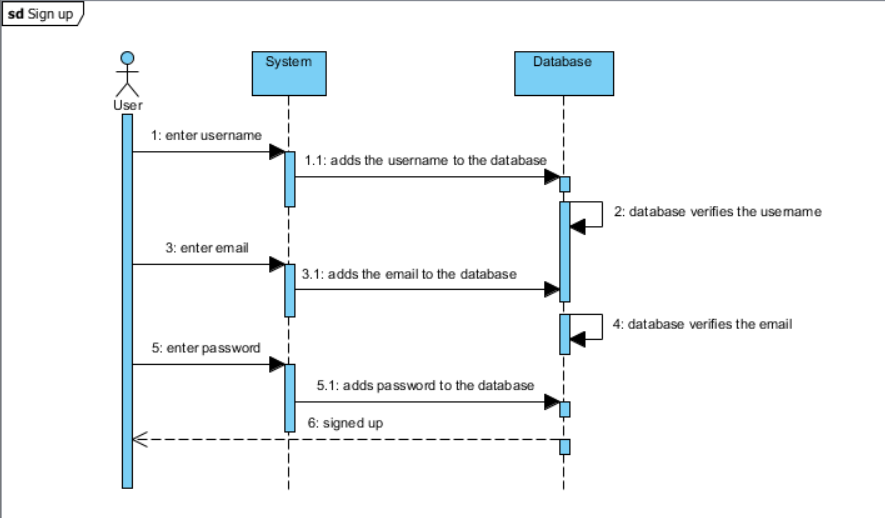 sd Sign up
System
Database
User
1: enter username
1.1: adds the username to the database
2: database verifies the username
3: enter email
3.1: adds the email to the database
4: database verifies the email
5: enter password
5.1: adds password to the database
6: signed up